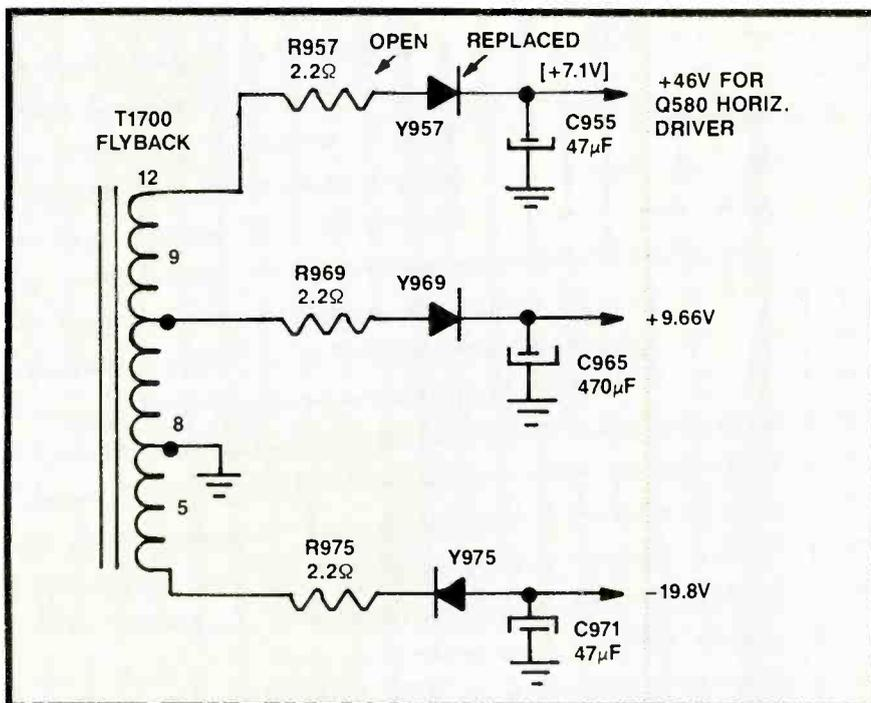 R957
2.2Ω
OPEN
REPLACED
[+7.1V]
+46V FOR
Q580 HORIZ.
DRIVER
Y957
C955
47µF
T1700
FLYBACK
12
9
R969
2.2Ω
Y969
+9.66V
C965
470µF
8
5
R975
2.2Ω
Y975
−19.8V
C971
47µF